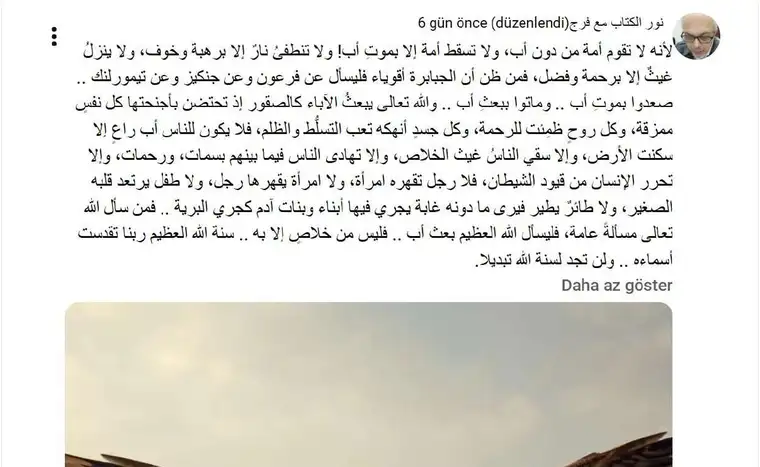 نور الكتاب مع فرج 6 gün önce (düzenlendi)
لأنه لا تقوم أمة من دون أب، ولا تسقط أمة إلا بموتِ أب! ولا تنطفئُ نارٌ إلا برهبة وخوف، ولا ينزلُ
غيثٌ إلا برحمة وفضل، فمن ظن أن الجبابرة أقوياء فليسأل عن فرعون وعن جنكيز وعن تيمورلنك ..
صعدوا بموتِ أب .. وماتوا ببعثِ أب .. والله تعالى يبعثُ الآباء كالصقور إذ تحتضن بأجنحتها كل نفسٍ
ممزقة، وكل روحٍ ظمِئت للرحمة، وكل جسدٍ أنهكه تعب التسلُّط والظلم، فلا يكون للناس أب راعٍ إلا
سكنت الأرض، وإلا سقي الناسُ غيث الخلاص، وإلا تهادى الناس فيما بينهم بسمات، ورحمات، وإلا
تحرر الإنسان من قيود الشيطان، فلا رجل تقهره امرأة، ولا امرأة يقهرها رجل، ولا طفل يرتعد قلبه
الصغير، ولا طائرٌ يطير فيرى ما دونه غابة يجري فيها أبناء وبنات آدم كجري البرية .. فمن سأل الله
تعالى مسألةً عامة، فليسأل الله العظيم بعث أب .. فليس من خلاصٍ إلا به .. سنة الله العظيم ربنا تقدست
أسماءه .. ولن تجد لسنة الله تبديلا.
Daha az göster